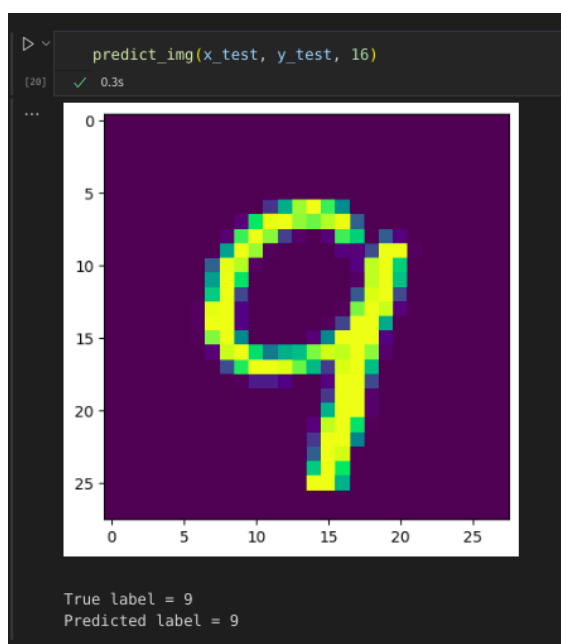 predict_img(x_test, y_test, 16)
[20]
0.3s
...
0
5
10
15
20
25
9
0 5 10 15 20 25
True label = 9
Predicted label = 9